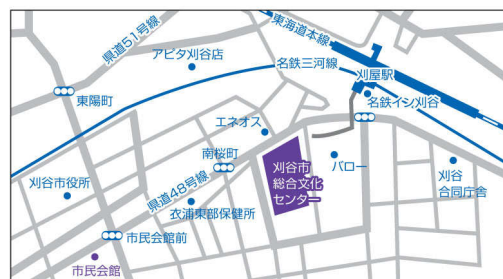 県道51号線
東海道本線
アピタ刈谷店
名鉄三河線
刈屋駅
東陽町
名鉄イン刈谷
エネオス
南桜町
刈谷市
総合文化
センター
バロー
刈谷
合同庁舎
刈谷市役所
県道48号線
衣浦東部保健所
市民会館前
市民会館